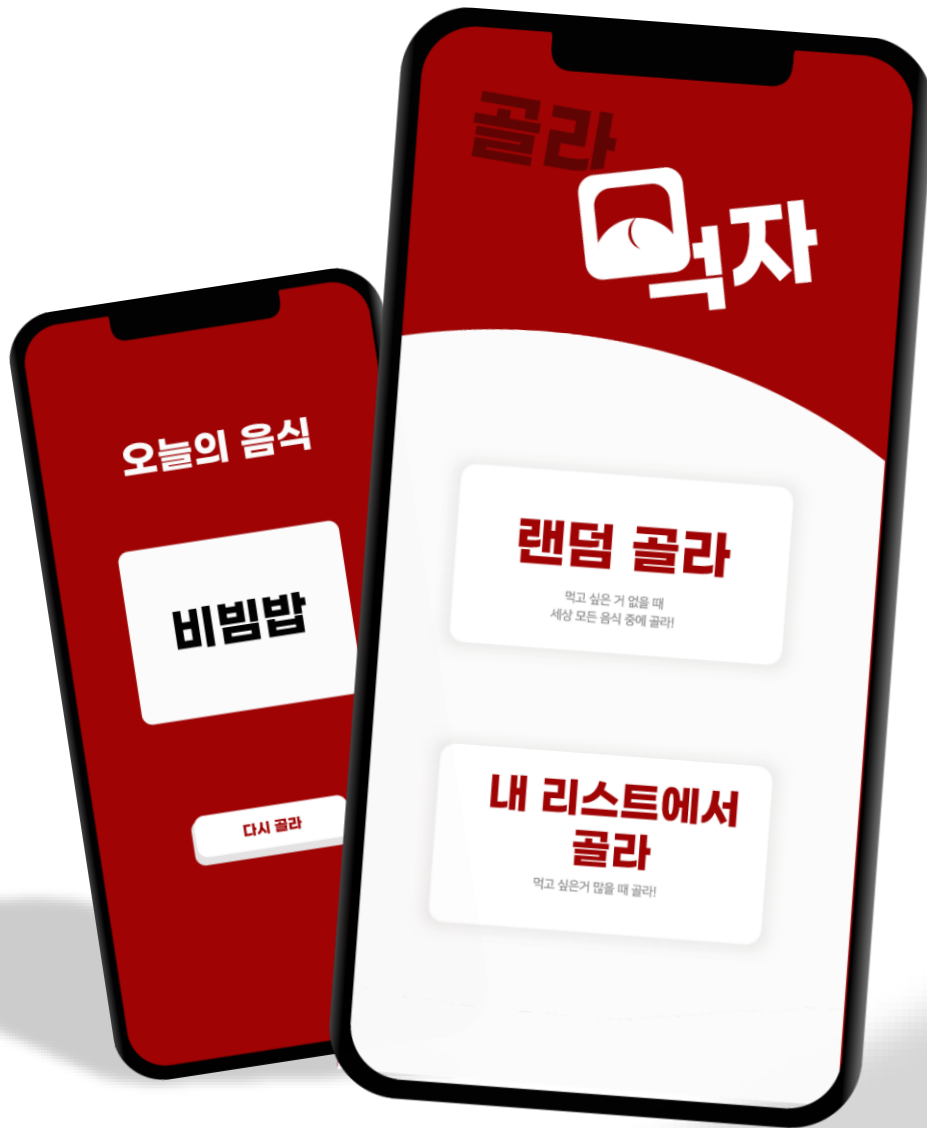 오늘의 음식
비빔밥
다시 골라
골라
먹자
랜덤 골라
먹고 싶은 거 없을 때
세상 모든 음식 중에 골라!
내 리스트에서
골라
먹고 싶은거 많을 때 골라!